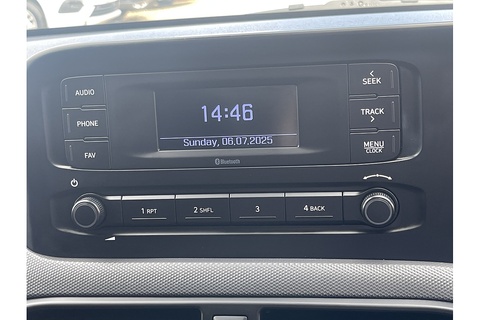 AUDIO
PHONE
FAV
14:46
Sunday, 06.07.2025
Bluetooth
< SEEK
TRACK >
MENU
CLOCK
1 RPT
2 SHFL
3
4 BACK